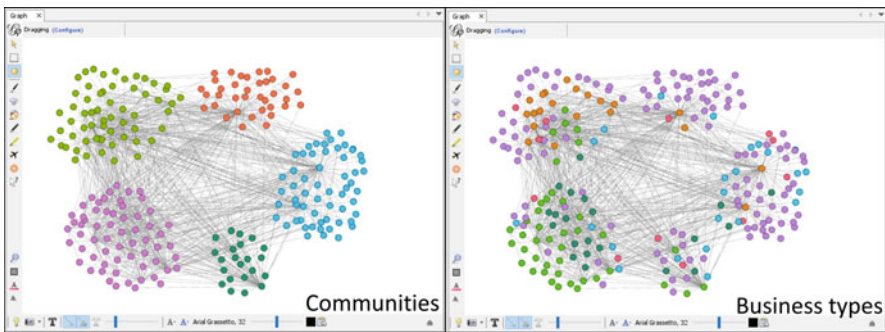 Graph
Dragging (Configure)
Communities
T A- A- Arial Grassetto, 32
Graph
Dragging (Configure)
Business types
T A- A- Arial Grassetto, 32